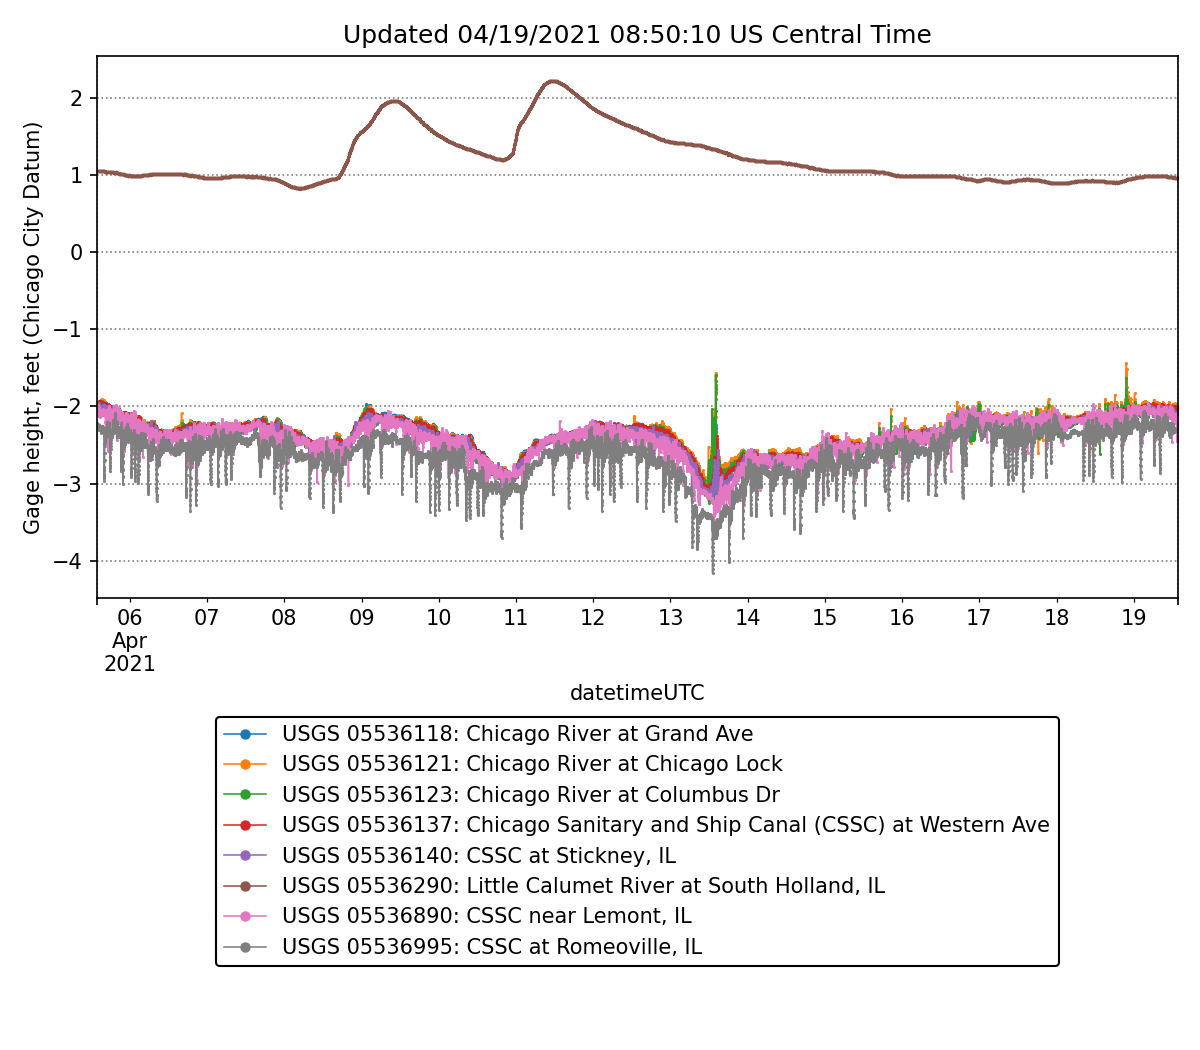 Updated 04/19/2021 08:50:10 US Central Time
Gage height, feet (Chicago City Datum)
2
1
0
−1
−2
−3
−4
06 07 08 09 10 11 12 13 14 15 16 17 18 19
Apr
2021
datetimeUTC
USGS 05536118: Chicago River at Grand Ave
USGS 05536121: Chicago River at Chicago Lock
USGS 05536123: Chicago River at Columbus Dr
USGS 05536137: Chicago Sanitary and Ship Canal (CSSC) at Western Ave
USGS 05536140: CSSC at Stickney, IL
USGS 05536290: Little Calumet River at South Holland, IL
USGS 05536890: CSSC near Lemont, IL
USGS 05536995: CSSC at Romeoville, IL